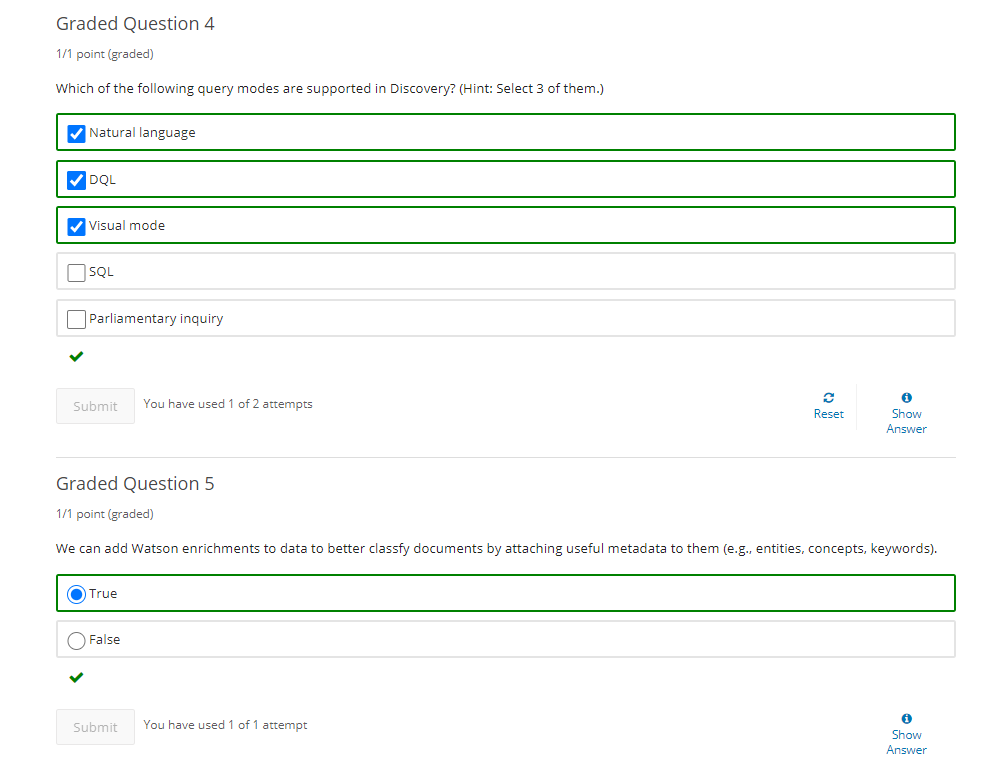 Graded Question 4
1/1 point (graded)
Which of the following query modes are supported in Discovery? (Hint: Select 3 of them.)
Natural language
DQL
Visual mode
SQL
Parliamentary inquiry
Submit
You have used 1 of 2 attempts
Reset
Show
Answer
Graded Question 5
1/1 point (graded)
We can add Watson enrichments to data to better classfy documents by attaching useful metadata to them (e.g., entities, concepts, keywords).
True
False
Submit
You have used 1 of 1 attempt
Show
Answer